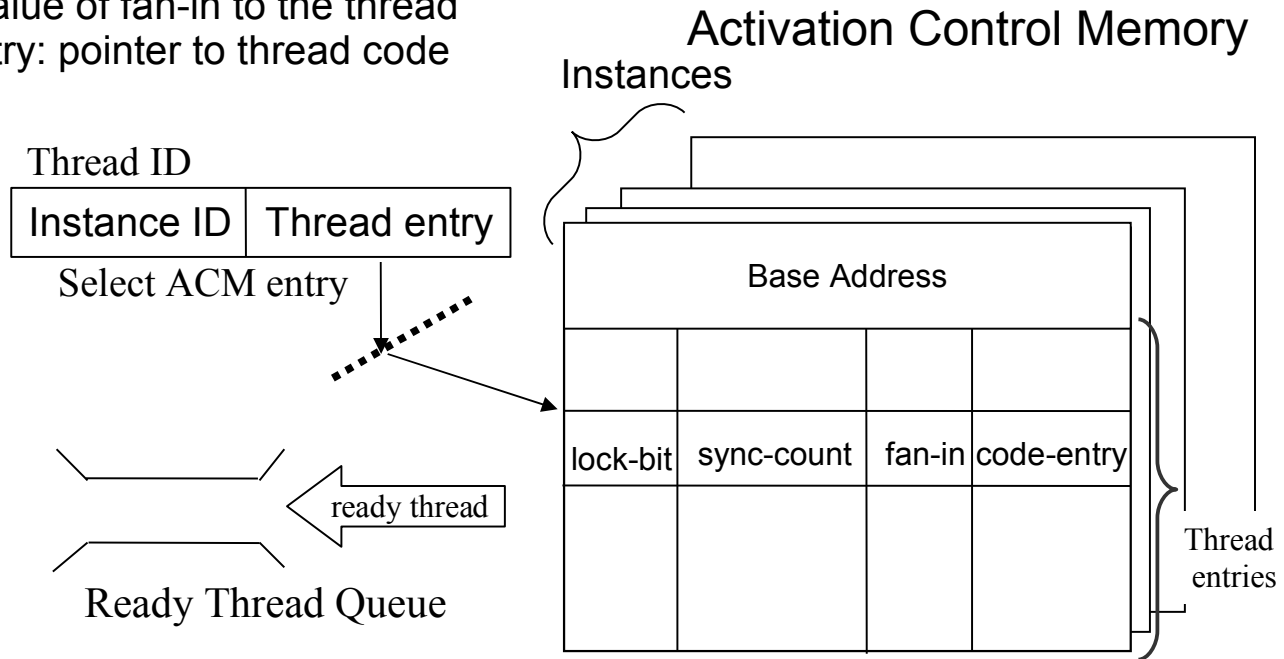 alue of fan-in to the thread
try: pointer to thread code
Activation Control Memory
Instances
Thread ID
Instance ID Thread entry
Select ACM entry
Base Address
lock-bit sync-count fan-in code-entry
ready thread
Ready Thread Queue
Thread
entries